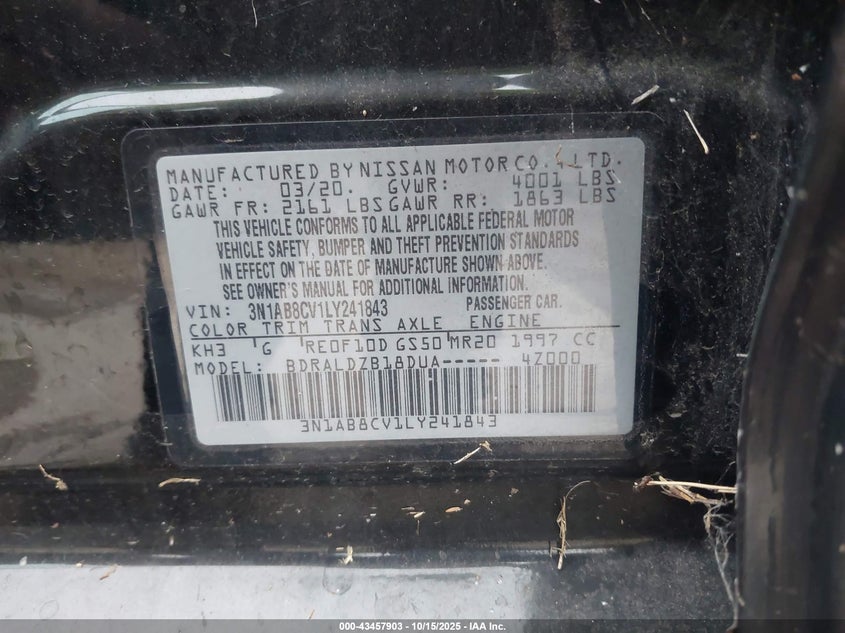 MANUFACTURED BY NISSAN MOTOR CO., LTD.
DATE: 03/20. GVWR: 4001 LBS
GAWR FR: 2161 LBS GAWR RR: 1863 LBS
THIS VEHICLE CONFORMS TO ALL APPLICABLE FEDERAL MOTOR
VEHICLE SAFETY, BUMPER AND THEFT PREVENTION STANDARDS
IN EFFECT ON THE DATE OF MANUFACTURE SHOWN ABOVE.
SEE OWNER'S MANUAL FOR ADDITIONAL INFORMATION.
VIN: 3N1AB8CV1LY241843 PASSENGER CAR.
COLOR TRIM TRANS AXLE ENGINE
KH3 G RE0F10D GS50 MR20 1997 CC
MODEL: BDRALDZB18DUA----- 4Z000
3N1AB8CV1LY241843
000-43457903 - 10/15/2025 - IAA Inc.